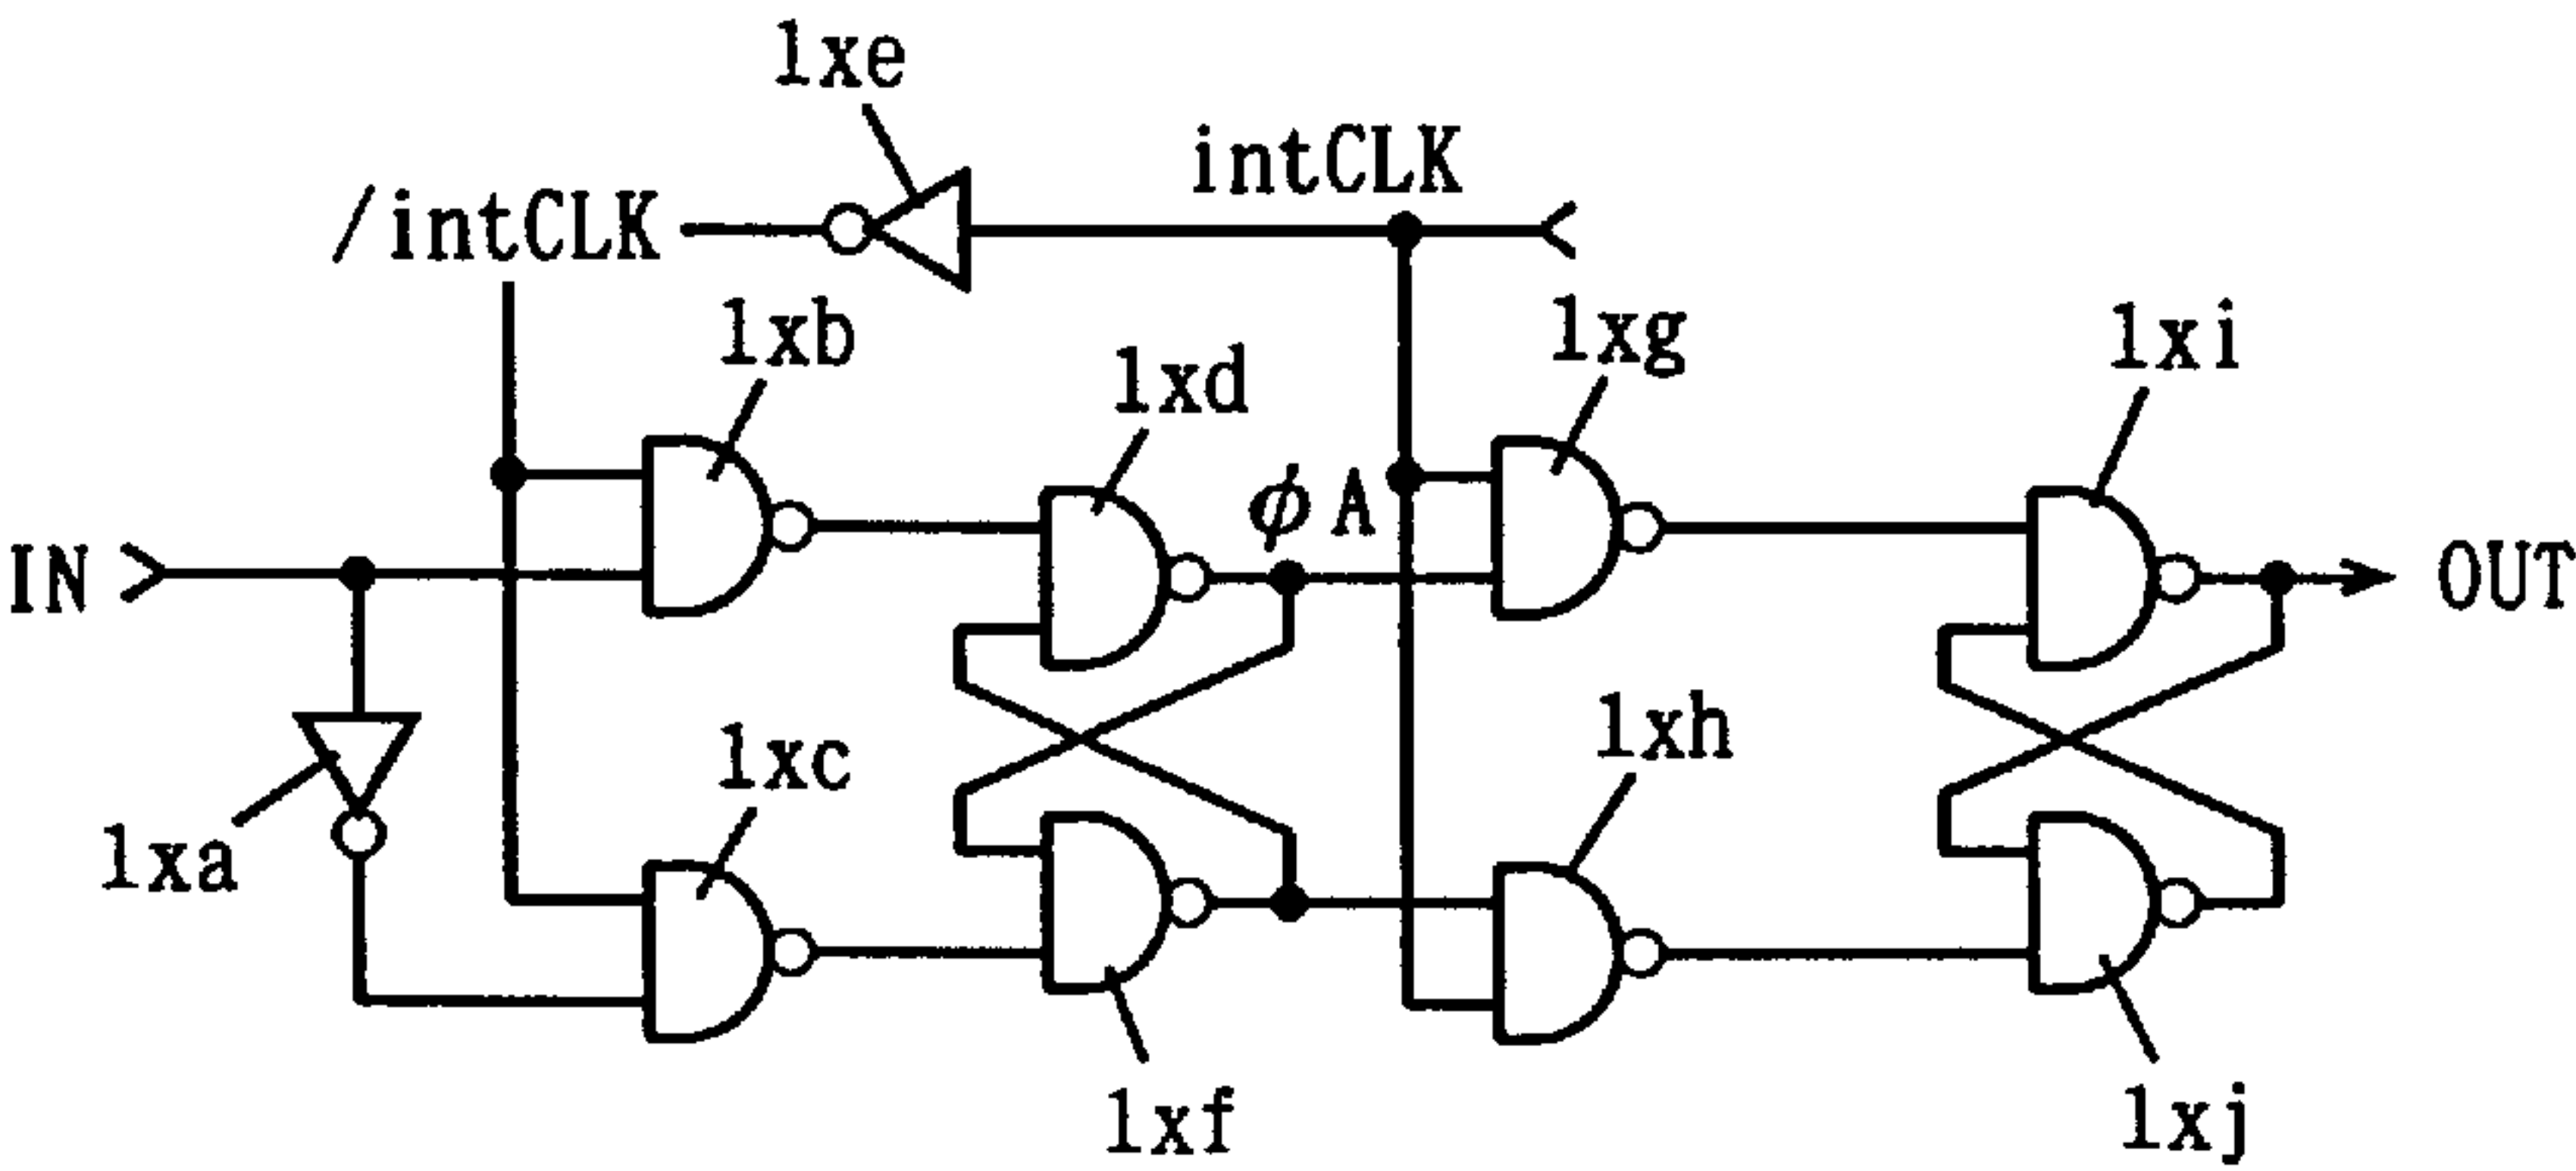 1xe
intCLK
/intCLK
1xb
1xg
1xi
1xd
φA
IN
OUT
1xh
1xc
1xa
1xf
1xj